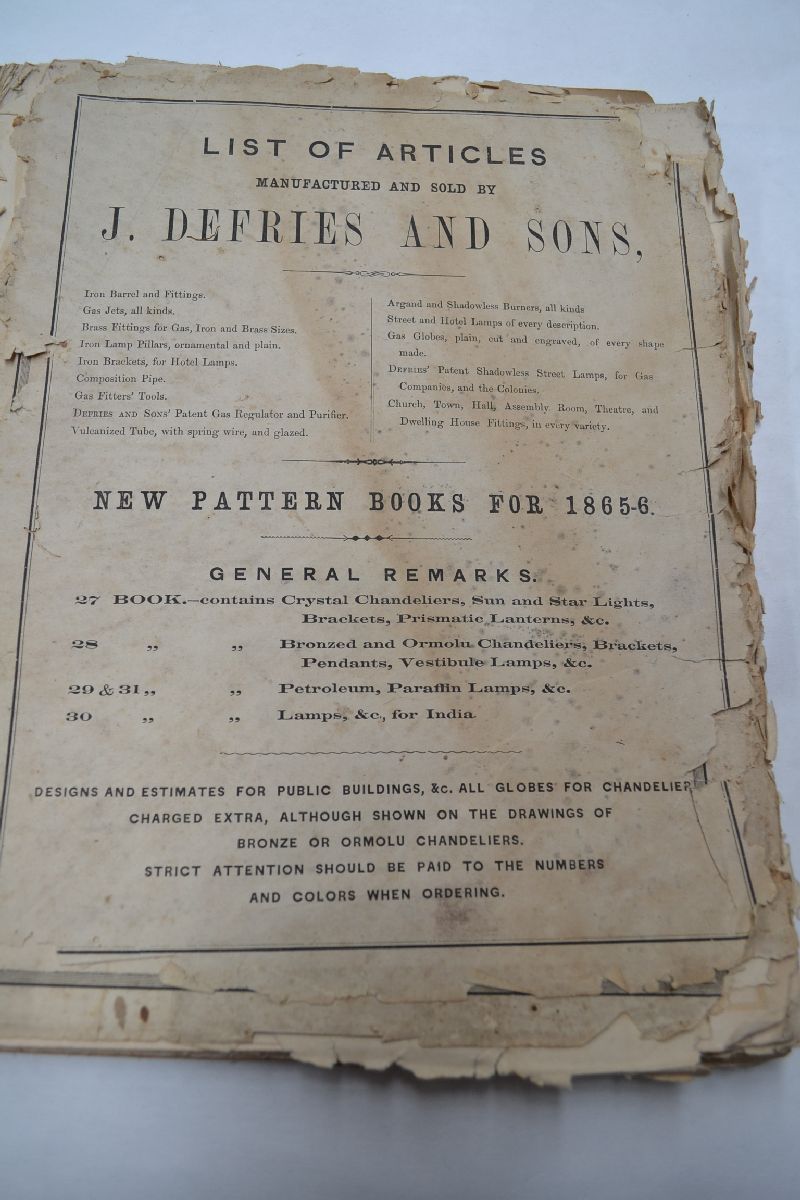 LIST OF ARTICLES
MANUFACTURED AND SOLD BY
J. DEFRIES AND SONS,
Iron Barrel and Fittings.
Gas Jets, all kinds.
Brass Fittings for Gas, Iron and Brass Sizes.
Iron Lamp Pillars, ornamental and plain.
Iron Brackets, for Hotel Lamps.
Composition Pipe.
Gas Fitters' Tools.
DEFRIES AND SONS' Patent Gas Regulator and Purifier.
Vulcanized Tube, with spring wire, and glazed.
Argand and Shadowless Burners, all kinds
Street and Hotel Lamps of every description.
Gas Globes, plain, cut and engraved, of every shape
made.
DEFRIES' Patent Shadowless Street Lamps, for Gas
Companies, and the Colonies.
Church, Town, Hall, Assembly Room, Theatre, and
Dwelling House Fittings, in every variety.
NEW PATTERN BOOKS FOR 1865-6.
GENERAL REMARKS.
27 BOOK.—contains Crystal Chandeliers, Sun and Star Lights,
Brackets, Prismatic Lanterns, &c.
28 „ „ Bronzed and Ormolu Chandeliers, Brackets,
Pendants, Vestibule Lamps, &c.
29 & 31 „ „ Petroleum, Paraffin Lamps, &c.
30 „ „ Lamps, &c., for India
DESIGNS AND ESTIMATES FOR PUBLIC BUILDINGS, &c. ALL GLOBES FOR CHANDELIER
CHARGED EXTRA, ALTHOUGH SHOWN ON THE DRAWINGS OF
BRONZE OR ORMOLU CHANDELIERS.
STRICT ATTENTION SHOULD BE PAID TO THE NUMBERS
AND COLORS WHEN ORDERING.